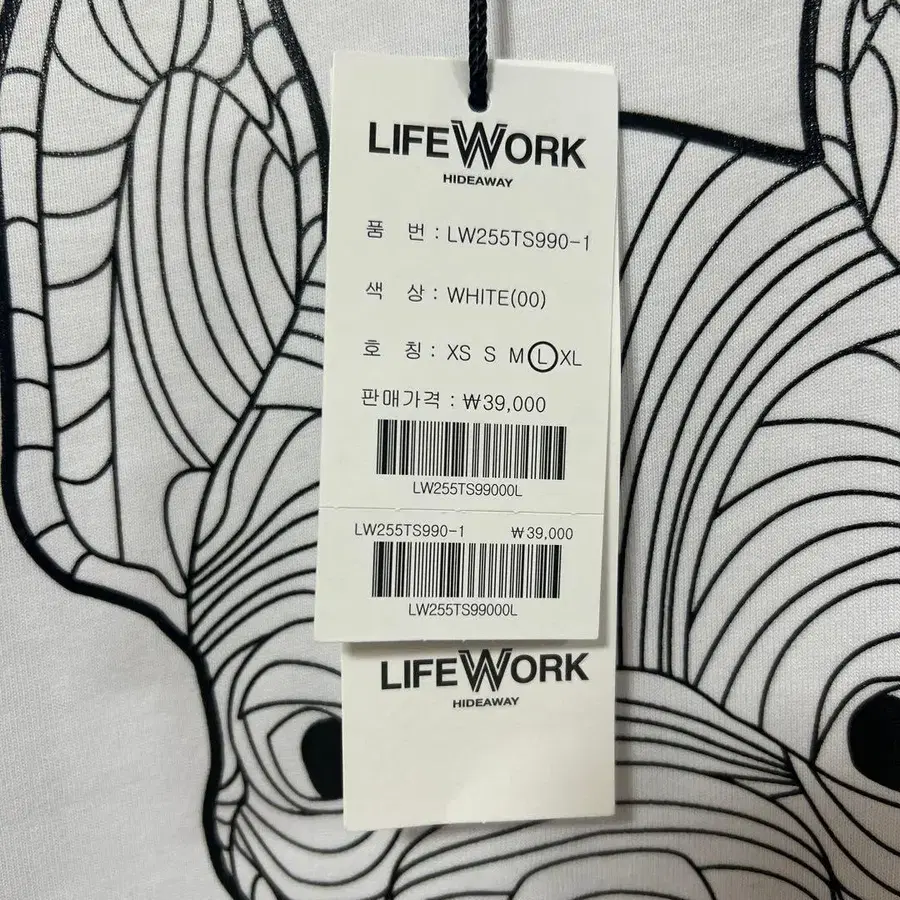 LIFEWORK
HIDEAWAY
품 번 : LW255TS990-1
색 상 : WHITE(00)
호 칭 : XS S M L XL
판매가격 : ₩39,000
LW255TS99000L
LW255TS990-1 ₩39,000
LW255TS99000L
LIFEWORK
HIDEAWAY